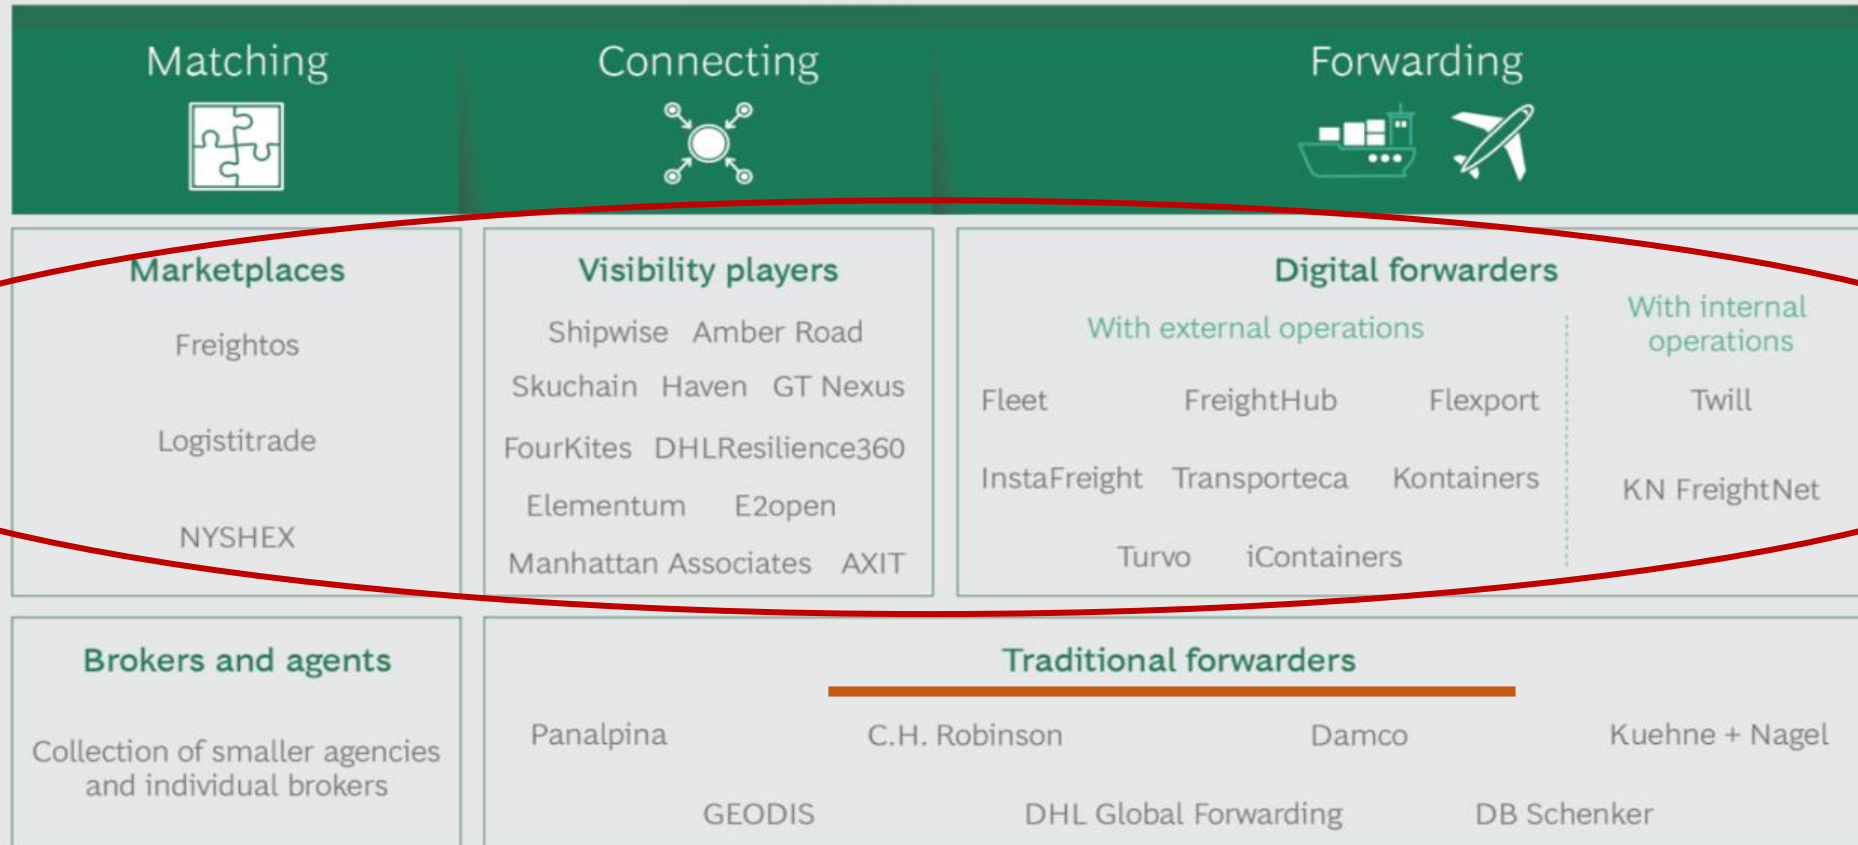 Matching
Connecting
Forwarding
Marketplaces
Freightos
Logistitrade
NYSHEX
Visibility players
Shipwise Amber Road
Skuchain Haven GT Nexus
FourKites DHLResilience360
Elementum E2open
Manhattan Associates AXIT
Digital forwarders
With external operations
Fleet FreightHub Flexport
InstaFreight Transporteca Kontainers
Turvo iContainers
With internal
operations
Twill
KN FreightNet
Brokers and agents
Collection of smaller agencies
and individual brokers
Traditional forwarders
Panalpina C.H. Robinson Damco Kuehne + Nagel
GEODIS DHL Global Forwarding DB Schenker